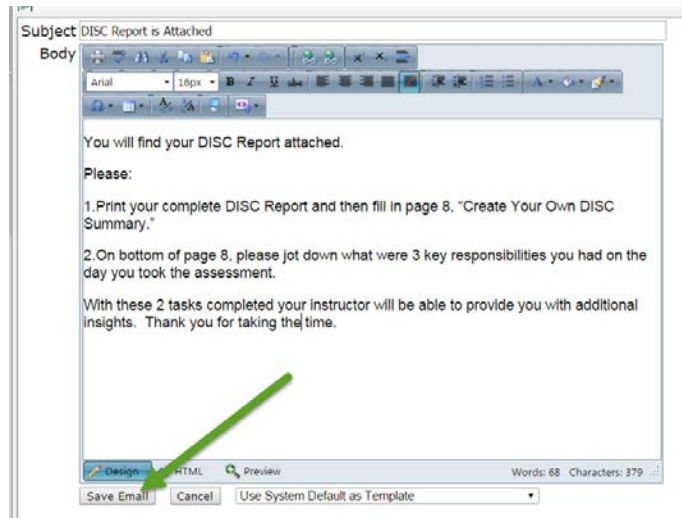 Subject DISC Report is Attached
Body
Arial 16px B I U abc
A
You will find your DISC Report attached.
Please:
1.Print your complete DISC Report and then fill in page 8, "Create Your Own DISC
Summary."
2.On bottom of page 8, please jot down what were 3 key responsibilities you had on the
day you took the assessment.
With these 2 tasks completed your instructor will be able to provide you with additional
insights.  Thank you for taking the time.
Design HTML Preview Words: 68 Characters: 379
Save Email Cancel Use System Default as Template